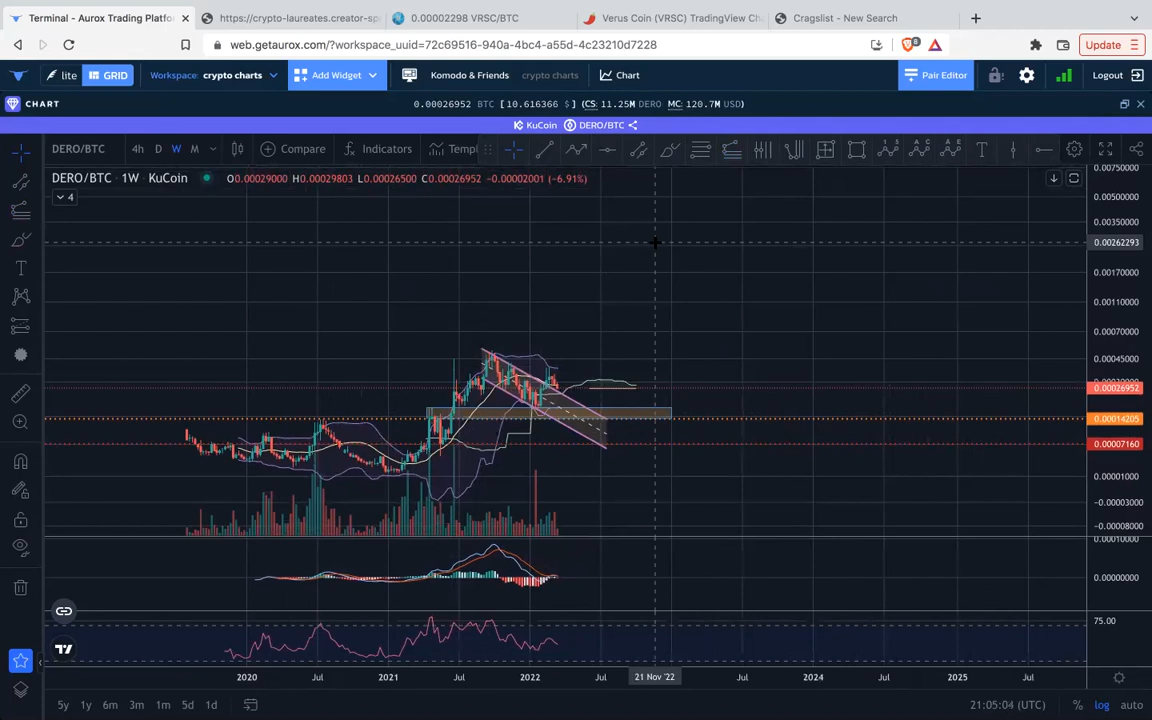 Terminal - Aurox Trading Platfo
https://crypto-laureates.creator-sp
0.00002298 VRSC/BTC
Verus Coin (VRSC) TradingView Ch
Cragslist - New Search
web.getaurox.com/?workspace_uuid=72c69516-940a-4bc4-a55d-4c23210d7228
8
Update
lite
GRID
Workspace: crypto charts
Add Widget
Komodo & Friends
crypto charts
Chart
Pair Editor
Logout
CHART
0.00026952 BTC [10.616366 $] (CS: 11.25M DERO MC: 120.7M USD)
KuCoin DERO/BTC
DERO/BTC 4h D W M
Compare
Indicators
Templ
DERO/BTC · 1W · KuCoin
O0.00029000 H0.00029803 L0.00026500 C0.00026952 -0.00002001 (-6.91%)
4
0.00750000
0.00500000
0.00350000
0.00262293
0.00170000
0.00110000
0.00070000
0.00045000
0.00026952
0.00014205
0.00007160
0.00001000
-0.00003000
-0.00008000
0.00010000
0.00000000
75.00
2020 Jul 2021 Jul 2022 Jul 21 Nov '22 Jul 2024 Jul 2025 Jul
5y 1y 6m 3m 1m 5d 1d
21:05:04 (UTC) % log auto